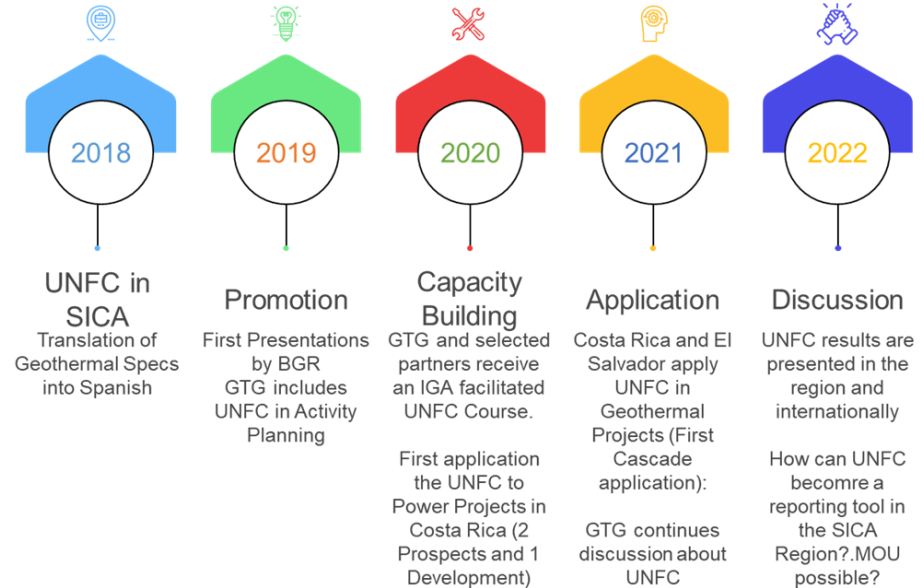 2018
2019
2020
2021
2022
UNFC in
SICA
Translation of
Geothermal Specs
into Spanish
Promotion
First Presentations
by BGR
GTG includes
UNFC in Activity
Planning
Capacity
Building
GTG and selected
partners receive
an IGA facilitated
UNFC Course.
First application
the UNFC to
Power Projects in
Costa Rica (2
Prospects and 1
Development)
Application
Costa Rica and El
Salvador apply
UNFC in
Geothermal
Projects (First
Cascade
application):
GTG continues
discussion about
UNFC
Discussion
UNFC results are
presented in the
region and
internationally
How can UNFC
becomre a
reporting tool in
the SICA
Region?.MOU
possible?